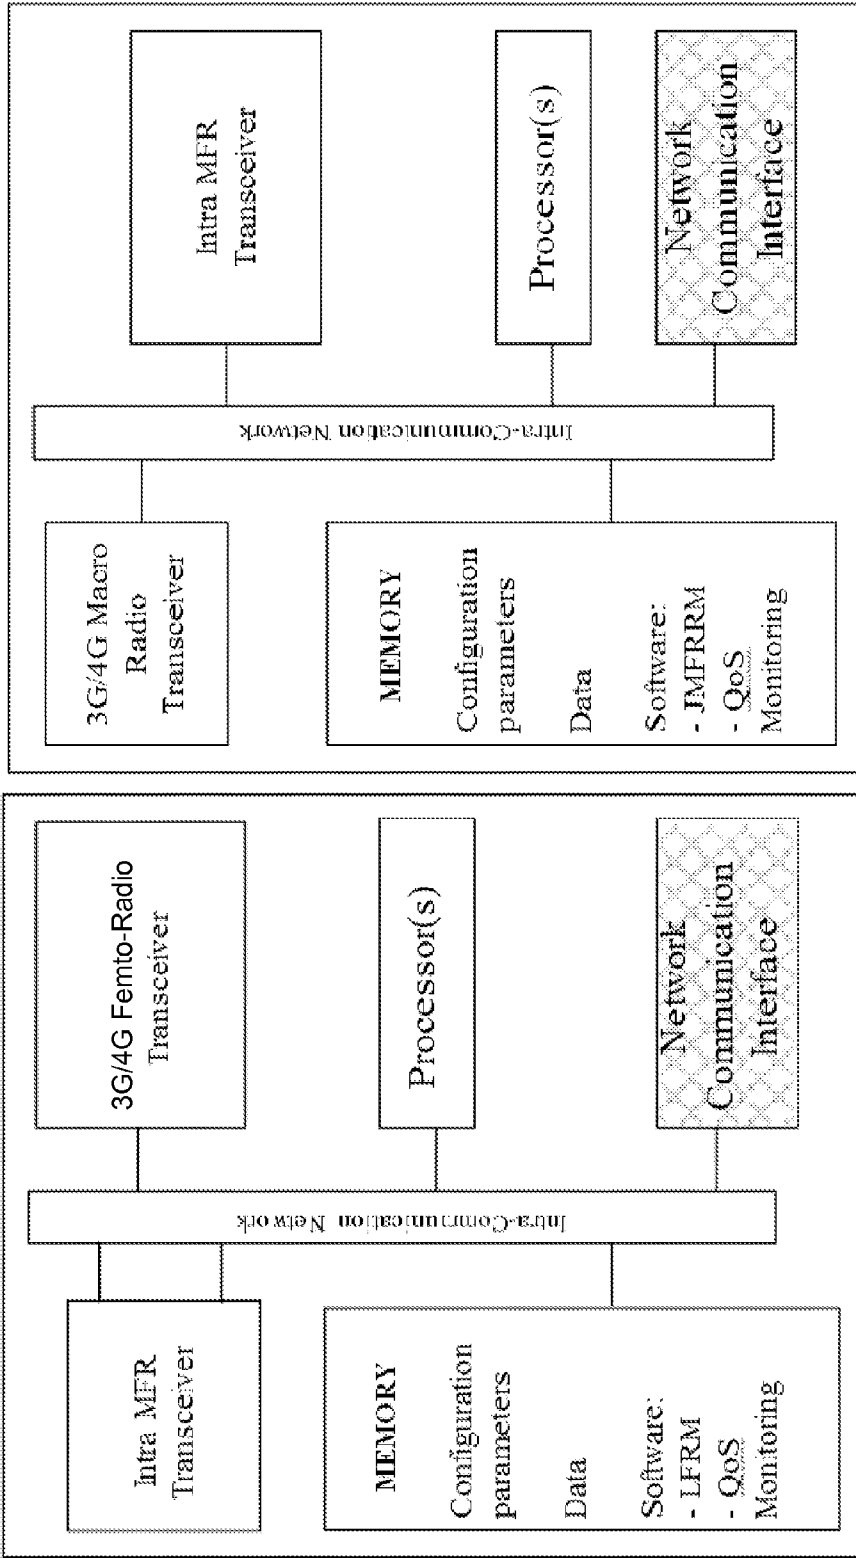 Intra MFR
Transceiver
3G/4G Femto-Radio
Transceiver
Intra-Communication Network
MEMORY
Configuration
parameters
Data
Software:
- LFRM
- QoS
Monitoring
Processor(s)
Network
Communication
Interface
3G/4G Macro
Radio
Transceiver
Intra MFR
Transceiver
Intra-Communication Network
MEMORY
Configuration
parameters
Data
Software:
- JMFRRM
- QoS
Monitoring
Processor(s)
Network
Communication
Interface